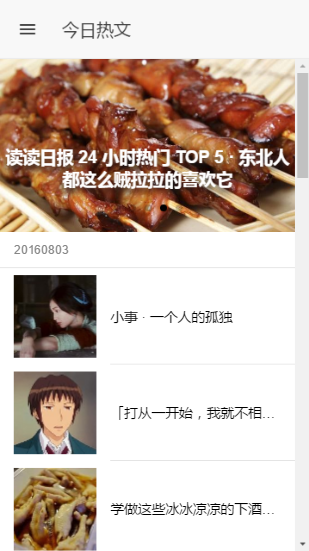 今日热文
读读日报 24 小时热门 TOP 5 · 东北人
都这么贼拉拉的喜欢它
20160803
小事 · 一个人的孤独
「打从一开始，我就不相…
学做这些冰冰凉凉的下酒…